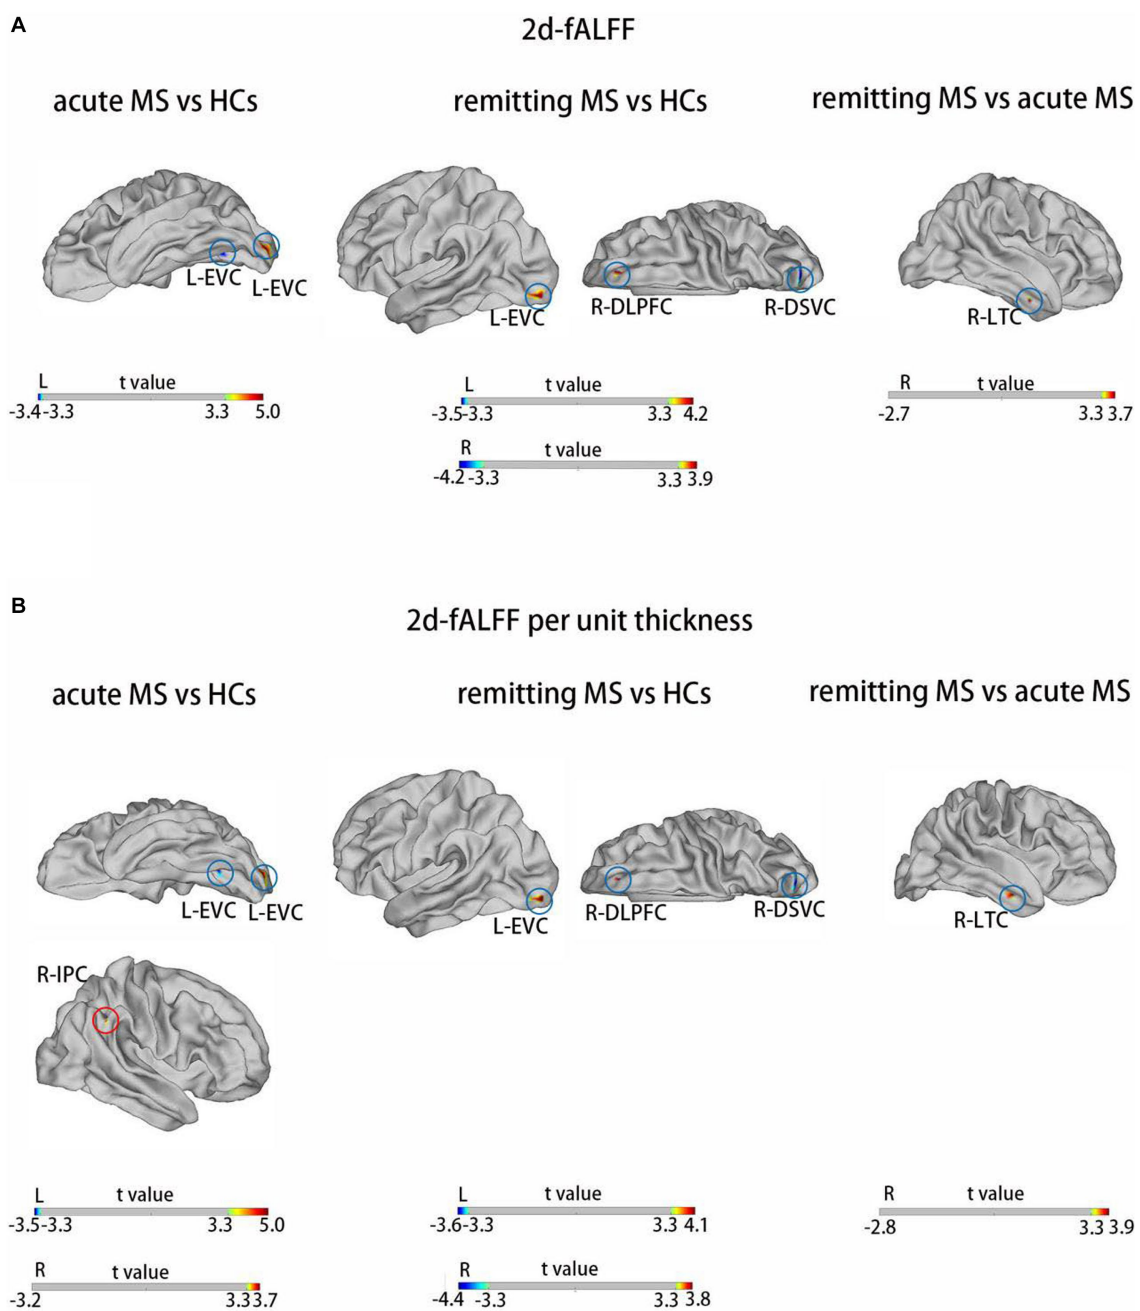 A
2d-fALFF
acute MS vs HCs
remitting MS vs HCs
remitting MS vs acute MS
L-EVC
L-EVC
L-EVC
R-DLPFC
R-DSVC
R-LTC
L t value
-3.4 -3.3 3.3 5.0
L t value
-3.5 -3.3 3.3 4.2
R t value
-4.2 -3.3 3.3 3.9
R t value
-2.7 3.3 3.7
B
2d-fALFF per unit thickness
acute MS vs HCs
remitting MS vs HCs
remitting MS vs acute MS
L-EVC
L-EVC
L-EVC
R-DLPFC
R-DSVC
R-LTC
R-IPC
L t value
-3.5 -3.3 3.3 5.0
R t value
-3.2 3.3 3.7
L t value
-3.6 -3.3 3.3 4.1
R t value
-4.4 -3.3 3.3 3.8
R t value
-2.8 3.3 3.9